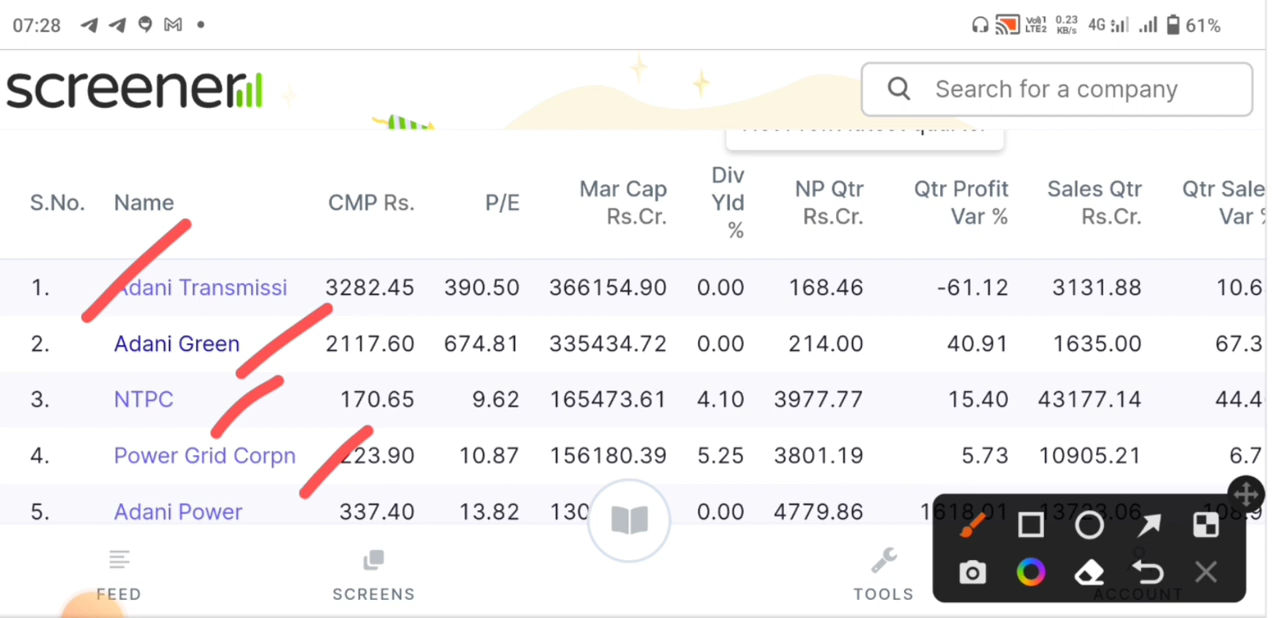 07:28 Vo1 LTE2 0.23 KB/s 4G 61%
screener Search for a company
S.No. Name CMP Rs. P/E Mar Cap Rs.Cr. Div Yld % NP Qtr Rs.Cr. Qtr Profit Var % Sales Qtr Rs.Cr. Qtr Sale Var
1. Adani Transmissi 3282.45 390.50 366154.90 0.00 168.46 -61.12 3131.88 10.6
2. Adani Green 2117.60 674.81 335434.72 0.00 214.00 40.91 1635.00 67.3
3. NTPC 170.65 9.62 165473.61 4.10 3977.77 15.40 43177.14 44.4
4. Power Grid Corpn 223.90 10.87 156180.39 5.25 3801.19 5.73 10905.21 6.7
5. Adani Power 337.40 13.82 130 0.00 4779.86 1618.01
FEED SCREENS TOOLS ACCOUNT